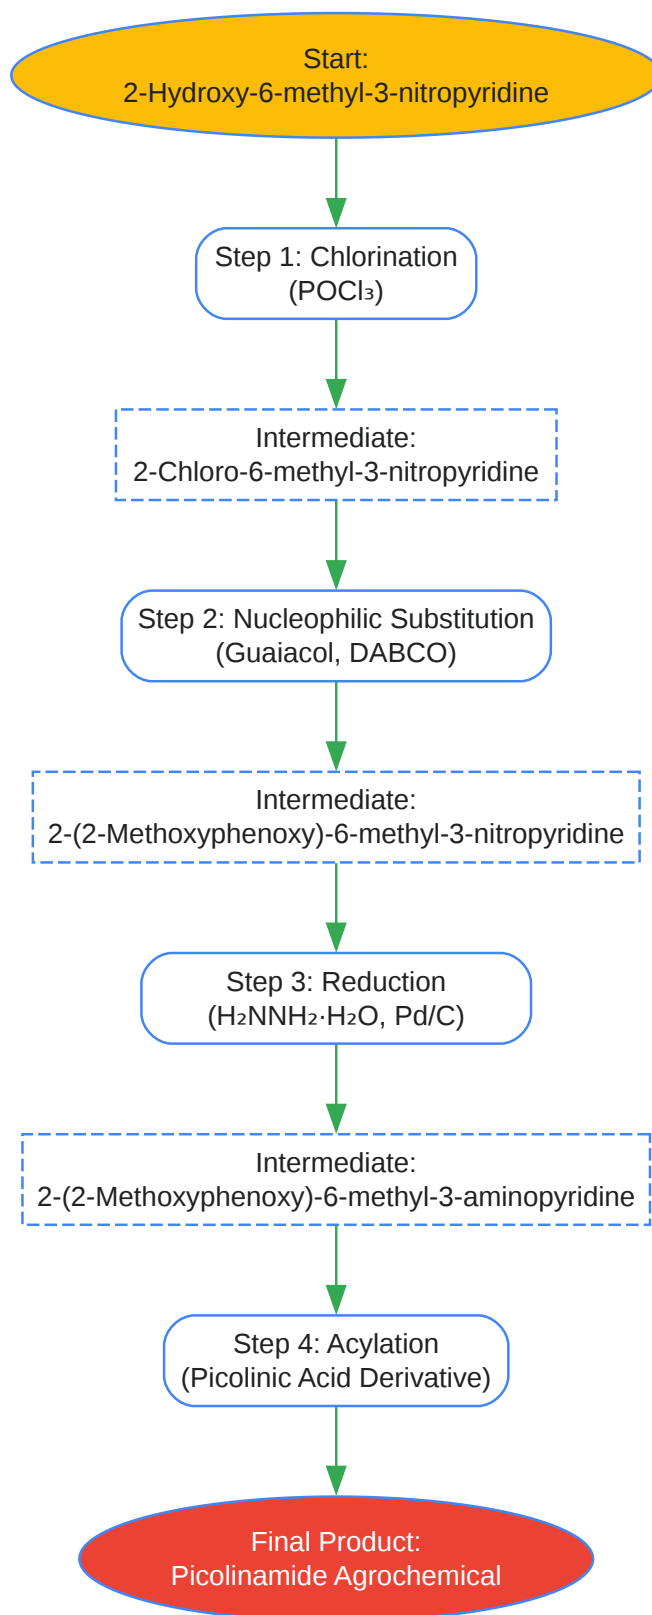 Start:
2-Hydroxy-6-methyl-3-nitropyridine
Step 1: Chlorination
(POCl₃)
Intermediate:
2-Chloro-6-methyl-3-nitropyridine
Step 2: Nucleophilic Substitution
(Guaiacol, DABCO)
Intermediate:
2-(2-Methoxyphenoxy)-6-methyl-3-nitropyridine
Step 3: Reduction
(H₂NNH₂·H₂O, Pd/C)
Intermediate:
2-(2-Methoxyphenoxy)-6-methyl-3-aminopyridine
Step 4: Acylation
(Picolinic Acid Derivative)
Final Product:
Picolinamide Agrochemical